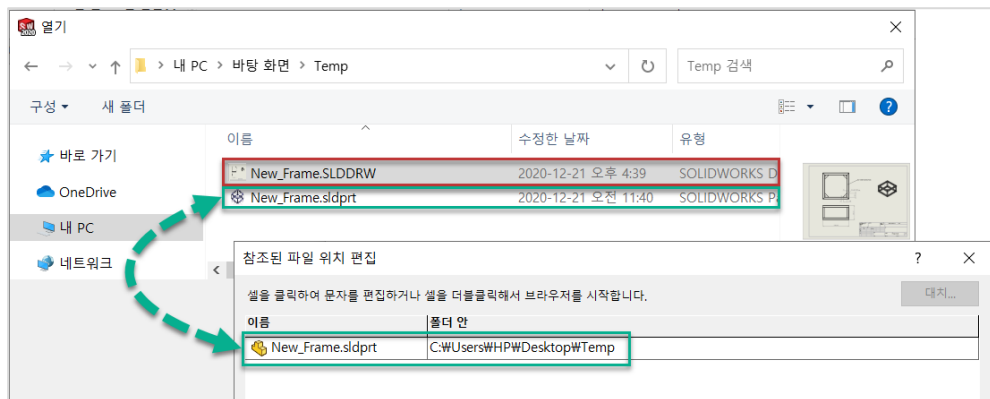 열기
내 PC > 바탕 화면 > Temp
Temp 검색
구성
새 폴더
이름 수정한 날짜 유형
바로 가기
OneDrive
내 PC
네트워크
New_Frame.SLDDRW 2020-12-21 오후 4:39 SOLIDWORKS D
New_Frame.sldprt 2020-12-21 오전 11:40 SOLIDWORKS Pa
참조된 파일 위치 편집
셀을 클릭하여 문자를 편집하거나 셀을 더블클릭해서 브라우저를 시작합니다.
대치...
이름 폴더 안
New_Frame.sldprt C:₩Users₩HP₩Desktop₩Temp